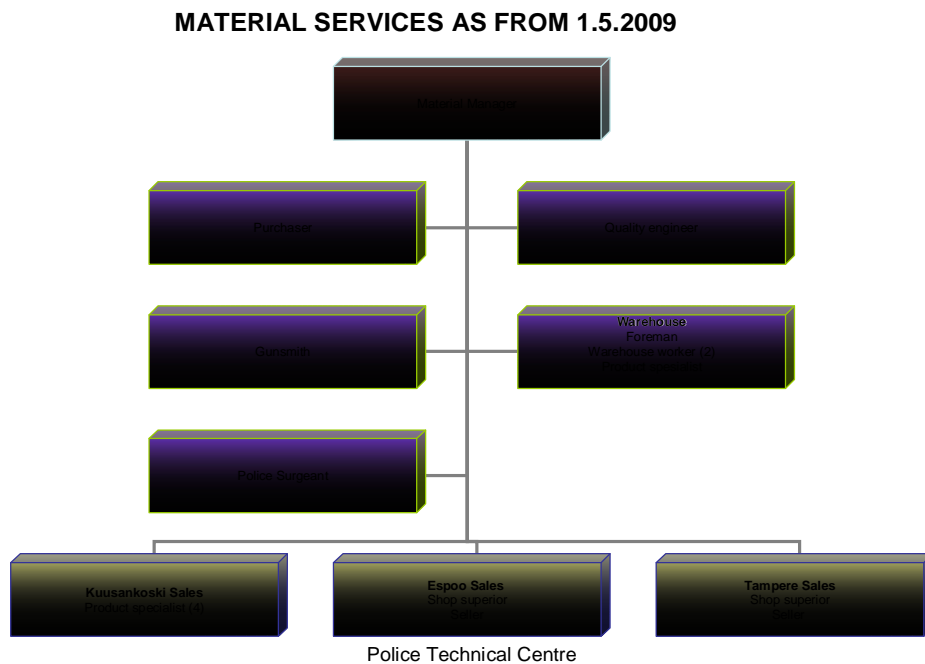 MATERIAL SERVICES AS FROM 1.5.2009
Material Manager
Purchaser
Quality engineer
Gunsmith
Warehouse
Foreman
Warehouse worker (2)
Product specialist
Police Surgeant
Kuusankoski Sales
Product specialist (4)
Espoo Sales
Shop superior
Seller
Tampere Sales
Shop superior
Seller
Police Technical Centre